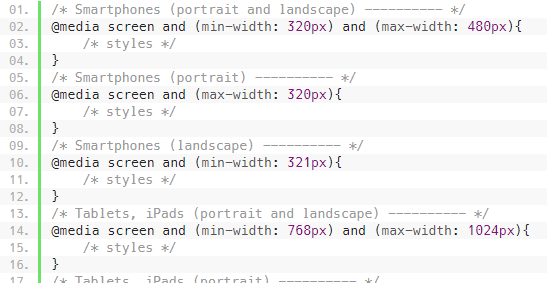 01. /* Smartphones (portrait and landscape) ---------- */
02. @media screen and (min-width: 320px) and (max-width: 480px){
03. /* styles */
04. }
05. /* Smartphones (portrait) ---------- */
06. @media screen and (max-width: 320px){
07. /* styles */
08. }
09. /* Smartphones (landscape) ---------- */
10. @media screen and (min-width: 321px){
11. /* styles */
12. }
13. /* Tablets, iPads (portrait and landscape) ---------- */
14. @media screen and (min-width: 768px) and (max-width: 1024px){
15. /* styles */
16. }
17. /* Tablets, iPads (portrait) ---------- */